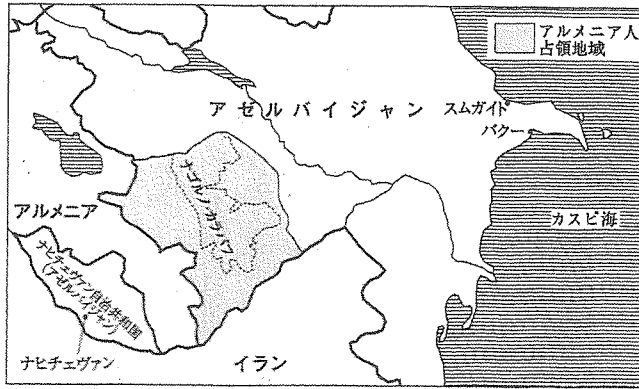 アルメニア人
占領地域
アゼルバイジャン
スムガイト
バクー
ナゴルノ・カラバフ
アルメニア
カスピ海
ナヒチェヴァン自治共和国
(アゼルバイジャン)
ナヒチェヴァン
イラン